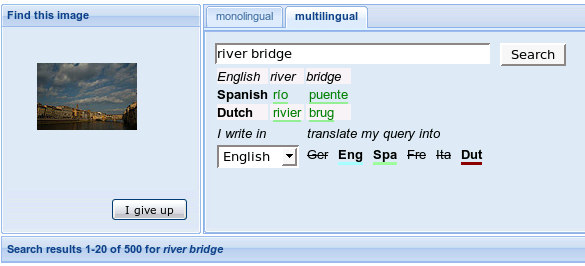 Find this image
monolingual multilingual
river bridge Search
English river bridge
Spanish río puente
Dutch rivier brug
I write in translate my query into
English Ger Eng Spa Fre Ita Dut
I give up
Search results 1-20 of 500 for river bridge